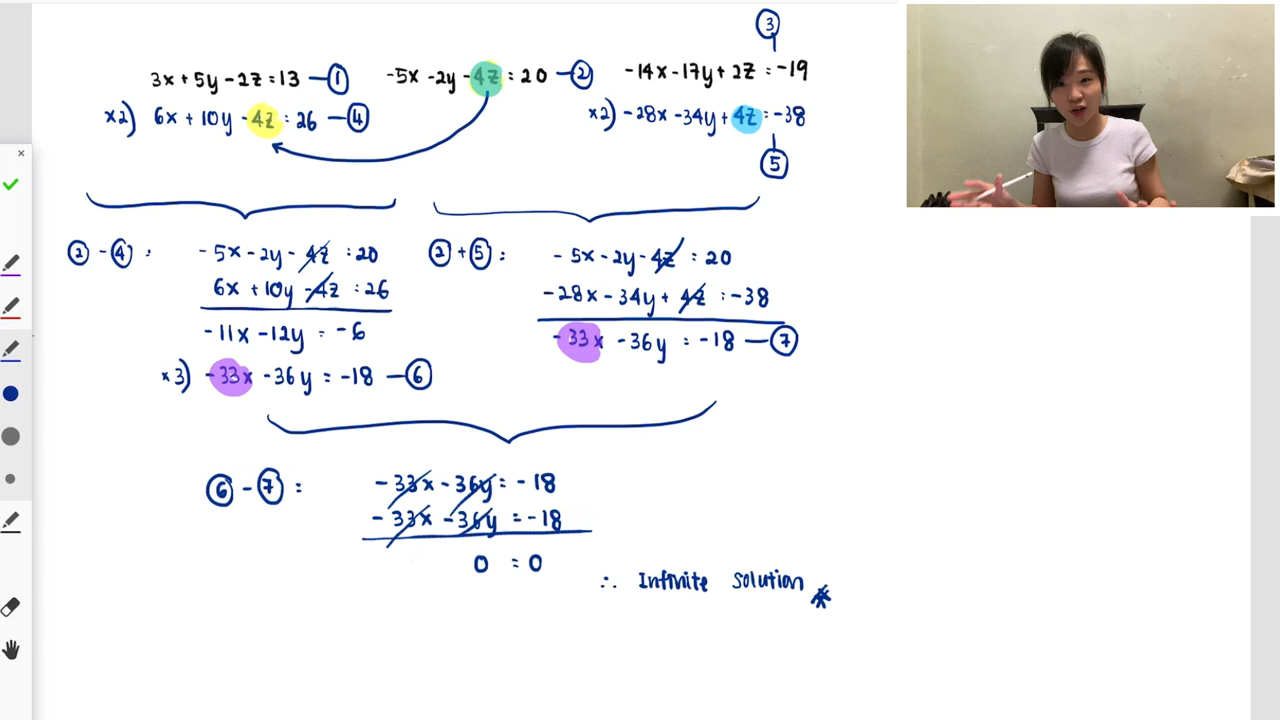 ③
3x + 5y - 2z = 13 — ①
-5x - 2y - 4z = 20 — ②
-14x - 17y + 2z = -19
x2) 6x + 10y - 4z = 26 — ④
x2) -28x - 34y + 4z = -38
⑤
② - ④ :
-5x - 2y - 4z = 20
6x + 10y - 4z = 26
-11x - 12y = -6
x3) -33x - 36y = -18 — ⑥
② + ⑤ :
-5x - 2y - 4z = 20
-28x - 34y + 4z = -38
-33x - 36y = -18 — ⑦
⑥ - ⑦ :
-33x - 36y = -18
-33x - 36y = -18
0 = 0
∴ Infinite solution *